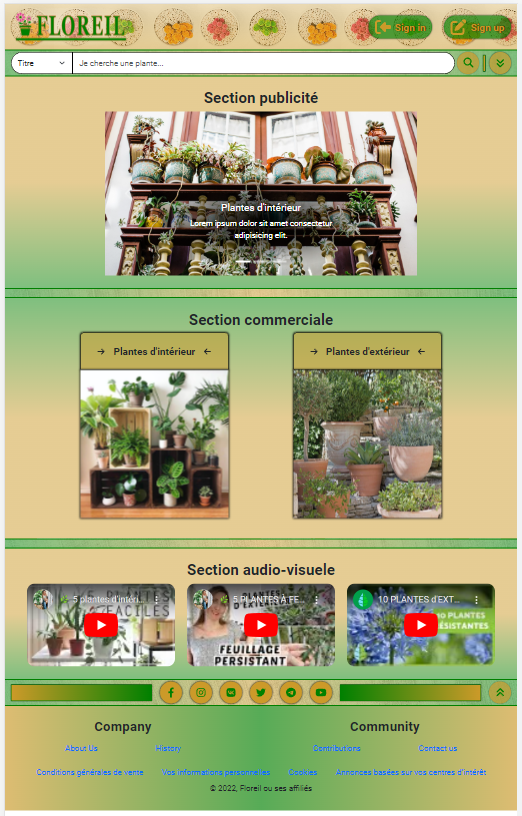 FLOREIL
Sign in
Sign up
Titre
Je cherche une plante...
Section publicité
Plantes d'intérieur
Lorem ipsum dolor sit amet consectetur
adipisicing elit.
Section commerciale
Plantes d'intérieur
Plantes d'extérieur
Section audio-visuele
5 plantes d'intéri...
5 PLANTES À FE...
10 PLANTES d'EXT...
FACILES
FEUILLAGE
PERSISTANT
10 PLANTES
RÉSISTANTES
Company
Community
About Us
History
Contributions
Contact us
Conditions générales de vente
Vos informations personnelles
Cookies
Annonces basées sur vos centres d'intérêt
© 2022, Floreil ou ses affiliés